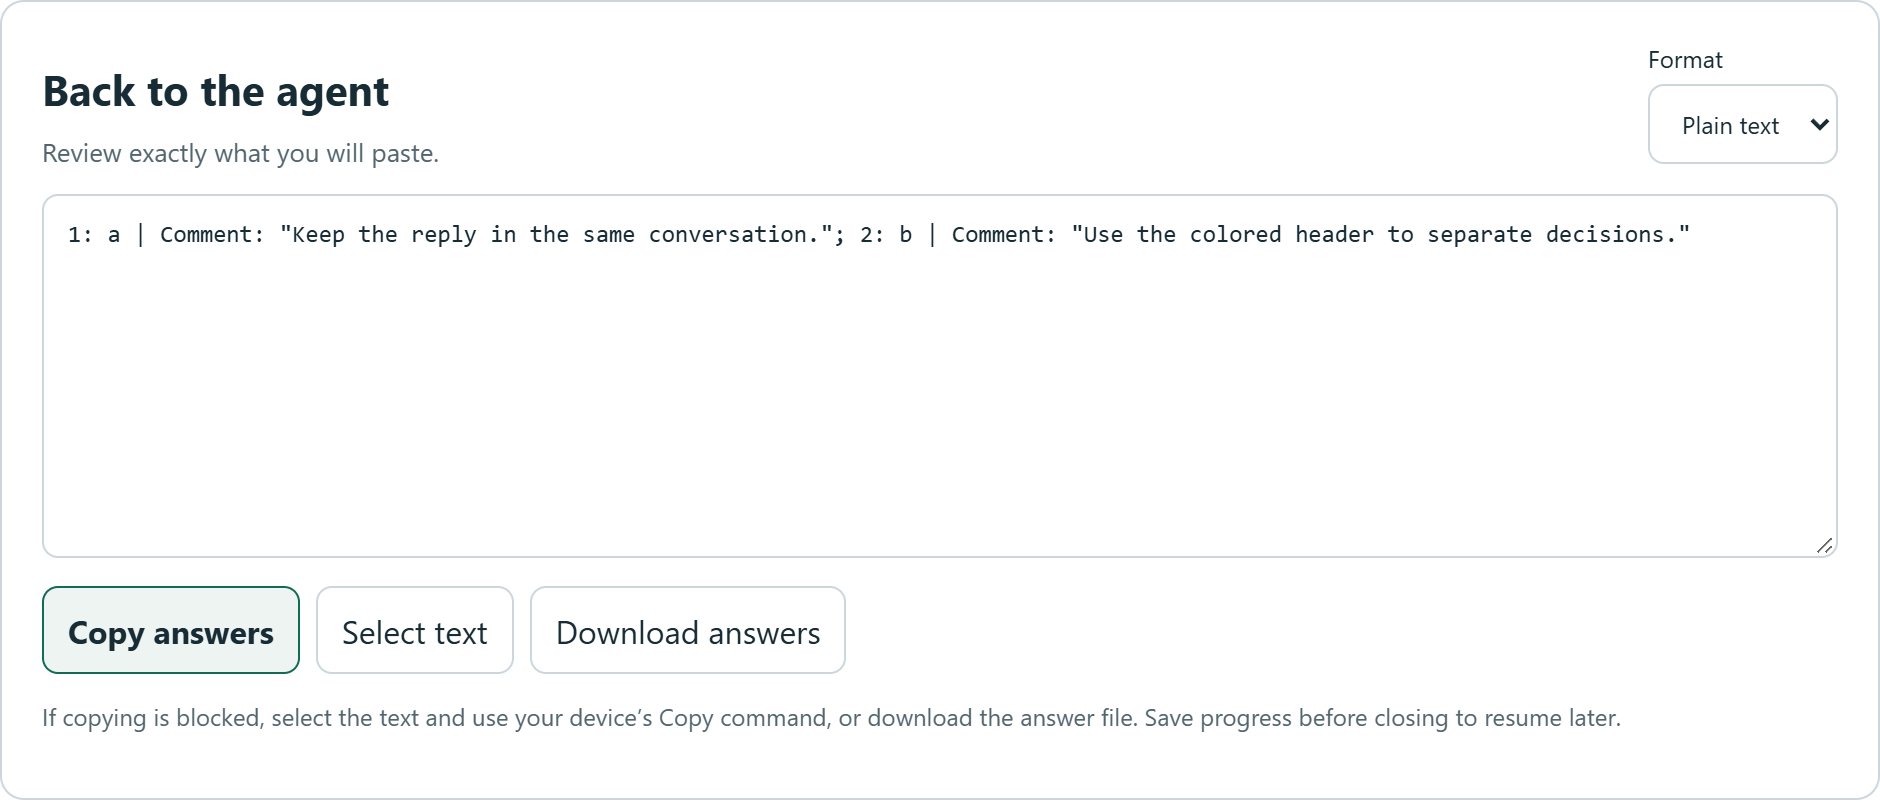 Back to the agent
Review exactly what you will paste.
Format
Plain text
1: a | Comment: "Keep the reply in the same conversation."; 2: b | Comment: "Use the colored header to separate decisions."
Copy answers
Select text
Download answers
If copying is blocked, select the text and use your device’s Copy command, or download the answer file. Save progress before closing to resume later.